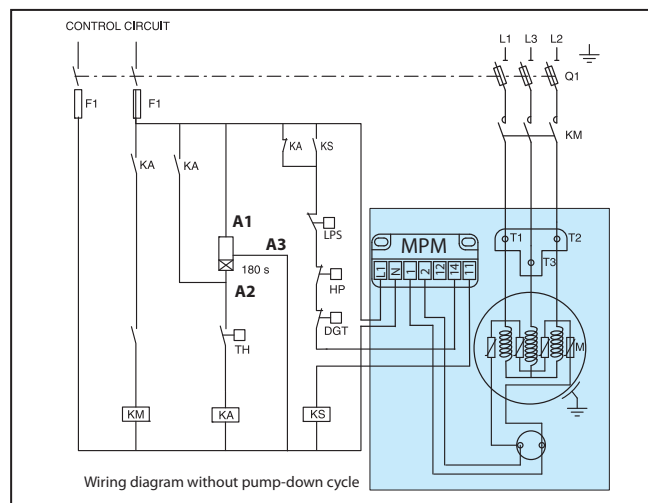 CONTROL CIRCUIT
L1 L3 L2
Q1
F1 F1
KM
KA KA KA KS
A1
A3
LPS
MPM
T1 T2
T3
180 s
L1 N 1 2 12 14 11
HP
A2
DGT
TH
M
KM KA KS
Wiring diagram without pump-down cycle